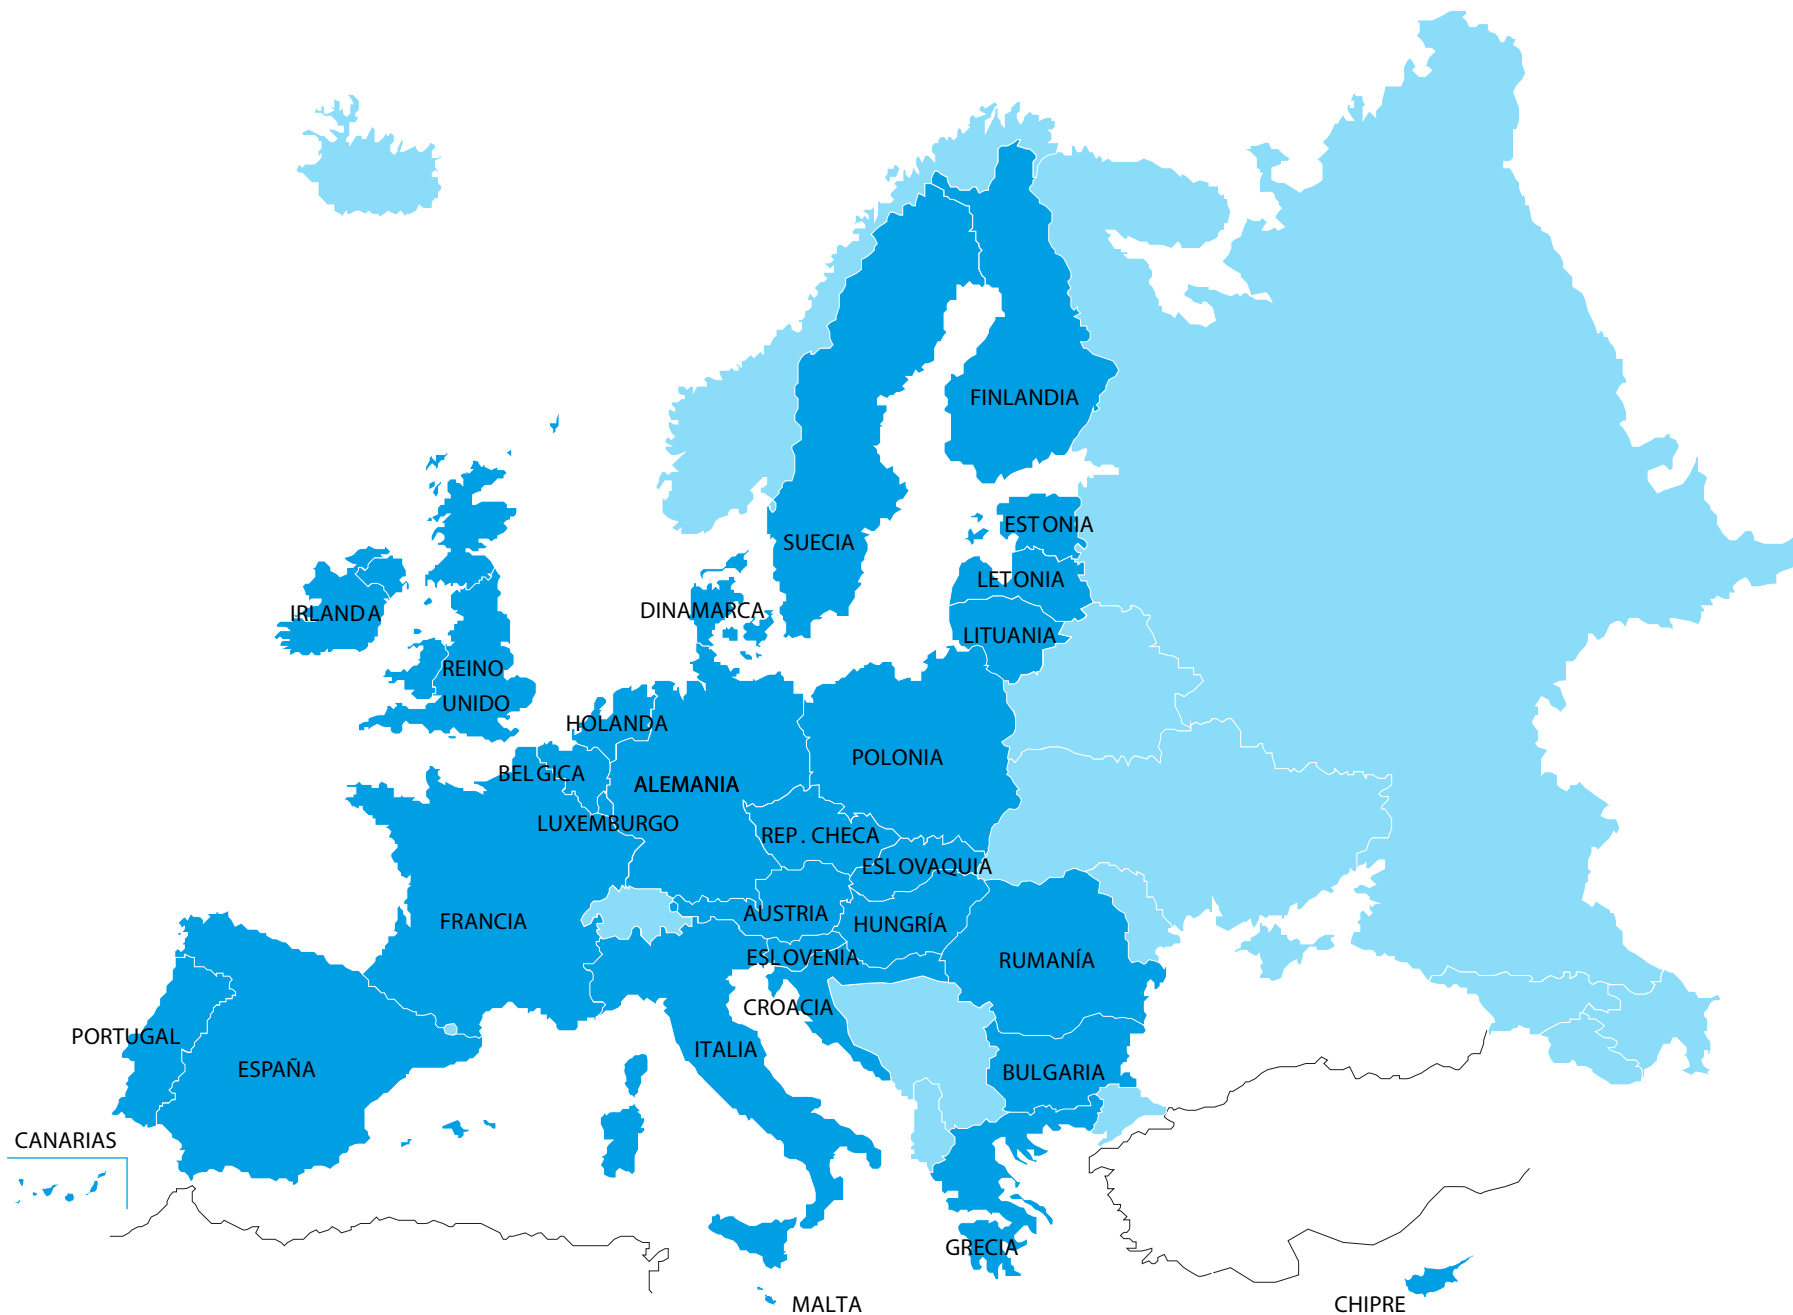 FINLANDIA
ESTONIA
SUECIA
LETONIA
DINAMARCA
IRLANDA
LITUANIA
REINO
UNIDO
HOLANDA
POLONIA
BELGICA
ALEMANIA
LUXEMBURGO
REP. CHECA
ESLOVAQUIA
AUSTRIA
FRANCIA
HUNGRÍA
ESLOVENIA
RUMANÍA
CROACIA
PORTUGAL
ITALIA
ESPAÑA
BULGARIA
CANARIAS
GRECIA
MALTA
CHIPRE